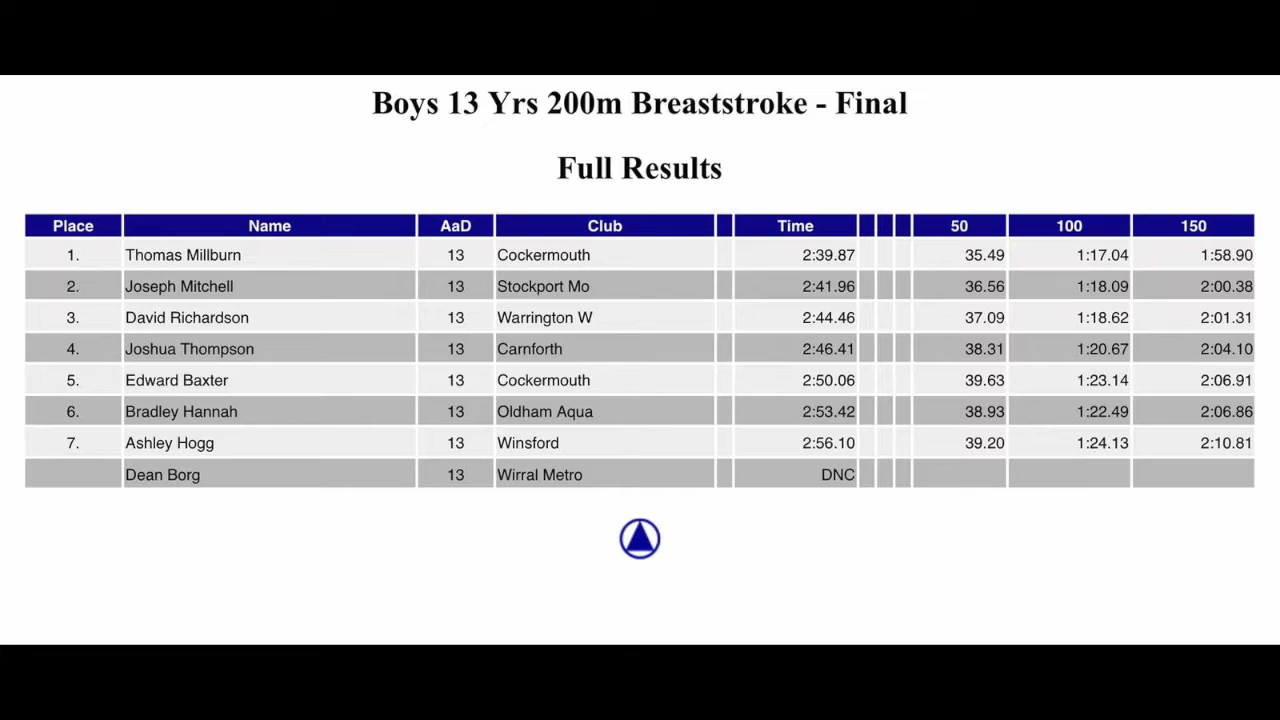 Boys 13 Yrs 200m Breaststroke - Final
Full Results
Place Name AaD Club Time 50 100 150
1. Thomas Millburn 13 Cockermouth 2:39.87 35.49 1:17.04 1:58.90
2. Joseph Mitchell 13 Stockport Mo 2:41.96 36.56 1:18.09 2:00.38
3. David Richardson 13 Warrington W 2:44.46 37.09 1:18.62 2:01.31
4. Joshua Thompson 13 Carnforth 2:46.41 38.31 1:20.67 2:04.10
5. Edward Baxter 13 Cockermouth 2:50.06 39.63 1:23.14 2:06.91
6. Bradley Hannah 13 Oldham Aqua 2:53.42 38.93 1:22.49 2:06.86
7. Ashley Hogg 13 Winsford 2:56.10 39.20 1:24.13 2:10.81
Dean Borg 13 Wirral Metro DNC